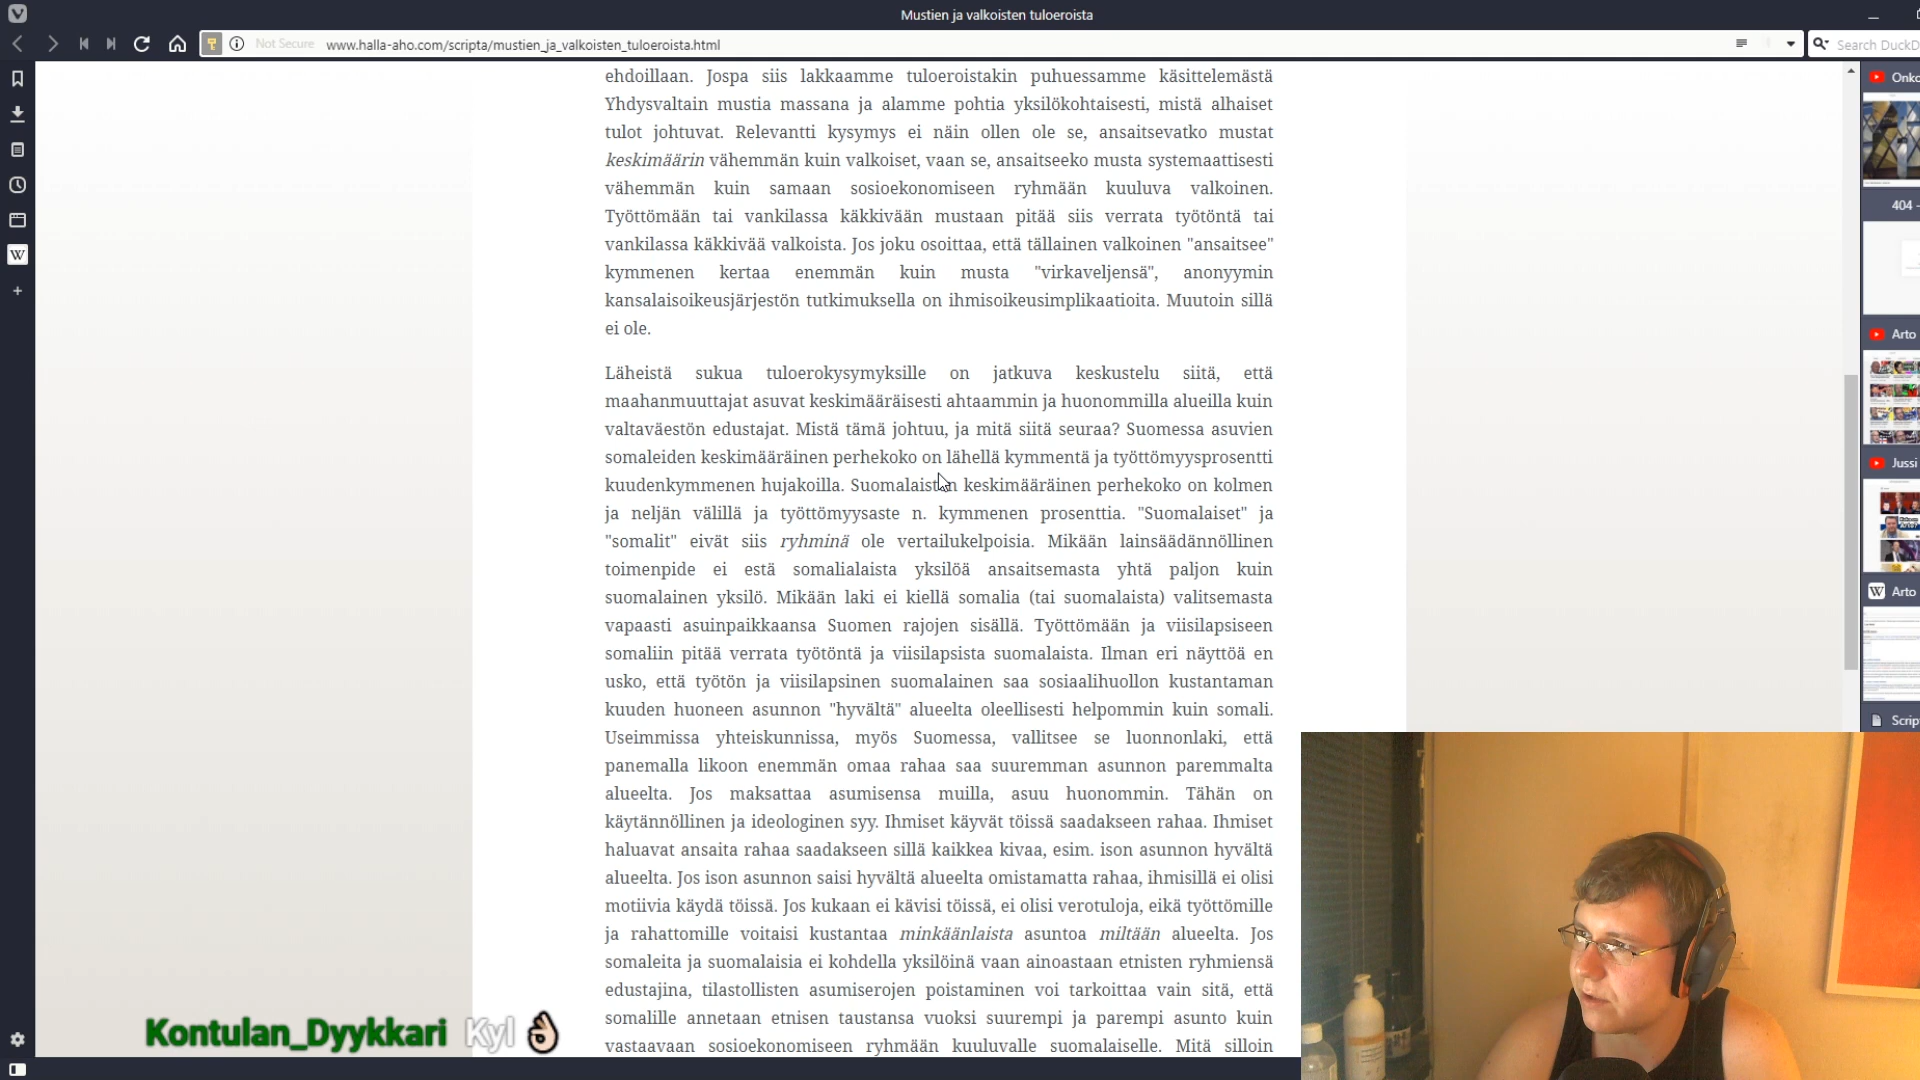 Mustien ja valkoisten tuloeroista
Not Secure www.halla-aho.com/scripta/mustien_ja_valkoisten_tuloeroista.html
Search DuckD
ehdoillaan. Jospa siis lakkaamme tuloeroistakin puhuessamme käsittelemästä
Yhdysvaltain mustia massana ja alamme pohtia yksilökohtaisesti, mistä alhaiset
tulot johtuvat. Relevantti kysymys ei näin ollen ole se, ansaitsevatko mustat
keskimäärin vähemmän kuin valkoiset, vaan se, ansaitseeko musta systemaattisesti
vähemmän kuin samaan sosioekonomiseen ryhmään kuuluva valkoinen.
Työttömään tai vankilassa käkkivään mustaan pitää siis verrata työtöntä tai
vankilassa käkkivää valkoista. Jos joku osoittaa, että tällainen valkoinen "ansaitsee"
kymmenen kertaa enemmän kuin musta "virkaveljensä", anonyymin
kansalaisoikeusjärjestön tutkimuksella on ihmisoikeusimplikaatioita. Muutoin sillä
ei ole.
Läheistä sukua tuloerokysymyksille on jatkuva keskustelu siitä, että
maahanmuuttajat asuvat keskimääräisesti ahtaammin ja huonommilla alueilla kuin
valtaväestön edustajat. Mistä tämä johtuu, ja mitä siitä seuraa? Suomessa asuvien
somaleiden keskimääräinen perhekoko on lähellä kymmentä ja työttömyysprosentti
kuudenkymmenen hujakoilla. Suomalaisten keskimääräinen perhekoko on kolmen
ja neljän välillä ja työttömyysaste n. kymmenen prosenttia. "Suomalaiset" ja
"somalit" eivät siis ryhminä ole vertailukelpoisia. Mikään lainsäädännöllinen
toimenpide ei estä somalialaista yksilöä ansaitsemasta yhtä paljon kuin
suomalainen yksilö. Mikään laki ei kiellä somalia (tai suomalaista) valitsemasta
vapaasti asuinpaikkaansa Suomen rajojen sisällä. Työttömään ja viisilapsiseen
somaliin pitää verrata työtöntä ja viisilapsista suomalaista. Ilman eri näyttöä en
usko, että työtön ja viisilapsinen suomalainen saa sosiaalihuollon kustantaman
kuuden huoneen asunnon "hyvältä" alueelta oleellisesti helpommin kuin somali.
Useimmissa yhteiskunnissa, myös Suomessa, vallitsee se luonnonlaki, että
panemalla likoon enemmän omaa rahaa saa suuremman asunnon paremmalta
alueelta. Jos maksattaa asumisensa muilla, asuu huonommin. Tähän on
käytännöllinen ja ideologinen syy. Ihmiset käyvät töissä saadakseen rahaa. Ihmiset
haluavat ansaita rahaa saadakseen sillä kaikkea kivaa, esim. ison asunnon hyvältä
alueelta. Jos ison asunnon saisi hyvältä alueelta omistamatta rahaa, ihmisillä ei olisi
motiivia käydä töissä. Jos kukaan ei kävisi töissä, ei olisi verotuloja, eikä työttömille
ja rahattomille voitaisi kustantaa minkäänlaista asuntoa miltään alueelta. Jos
somaleita ja suomalaisia ei kohdella yksilöinä vaan ainoastaan etnisten ryhmiensä
edustajina, tilastollisten asumiserojen poistaminen voi tarkoittaa vain sitä, että
somalille annetaan etnisen taustansa vuoksi suurempi ja parempi asunto kuin
vastaavaan sosioekonomiseen ryhmään kuuluvalle suomalaiselle. Mitä silloin
Onko
404 -
Arto
Jussi
W Arto
Scrip
W
Kontulan_Dyykkari Kyl 👌